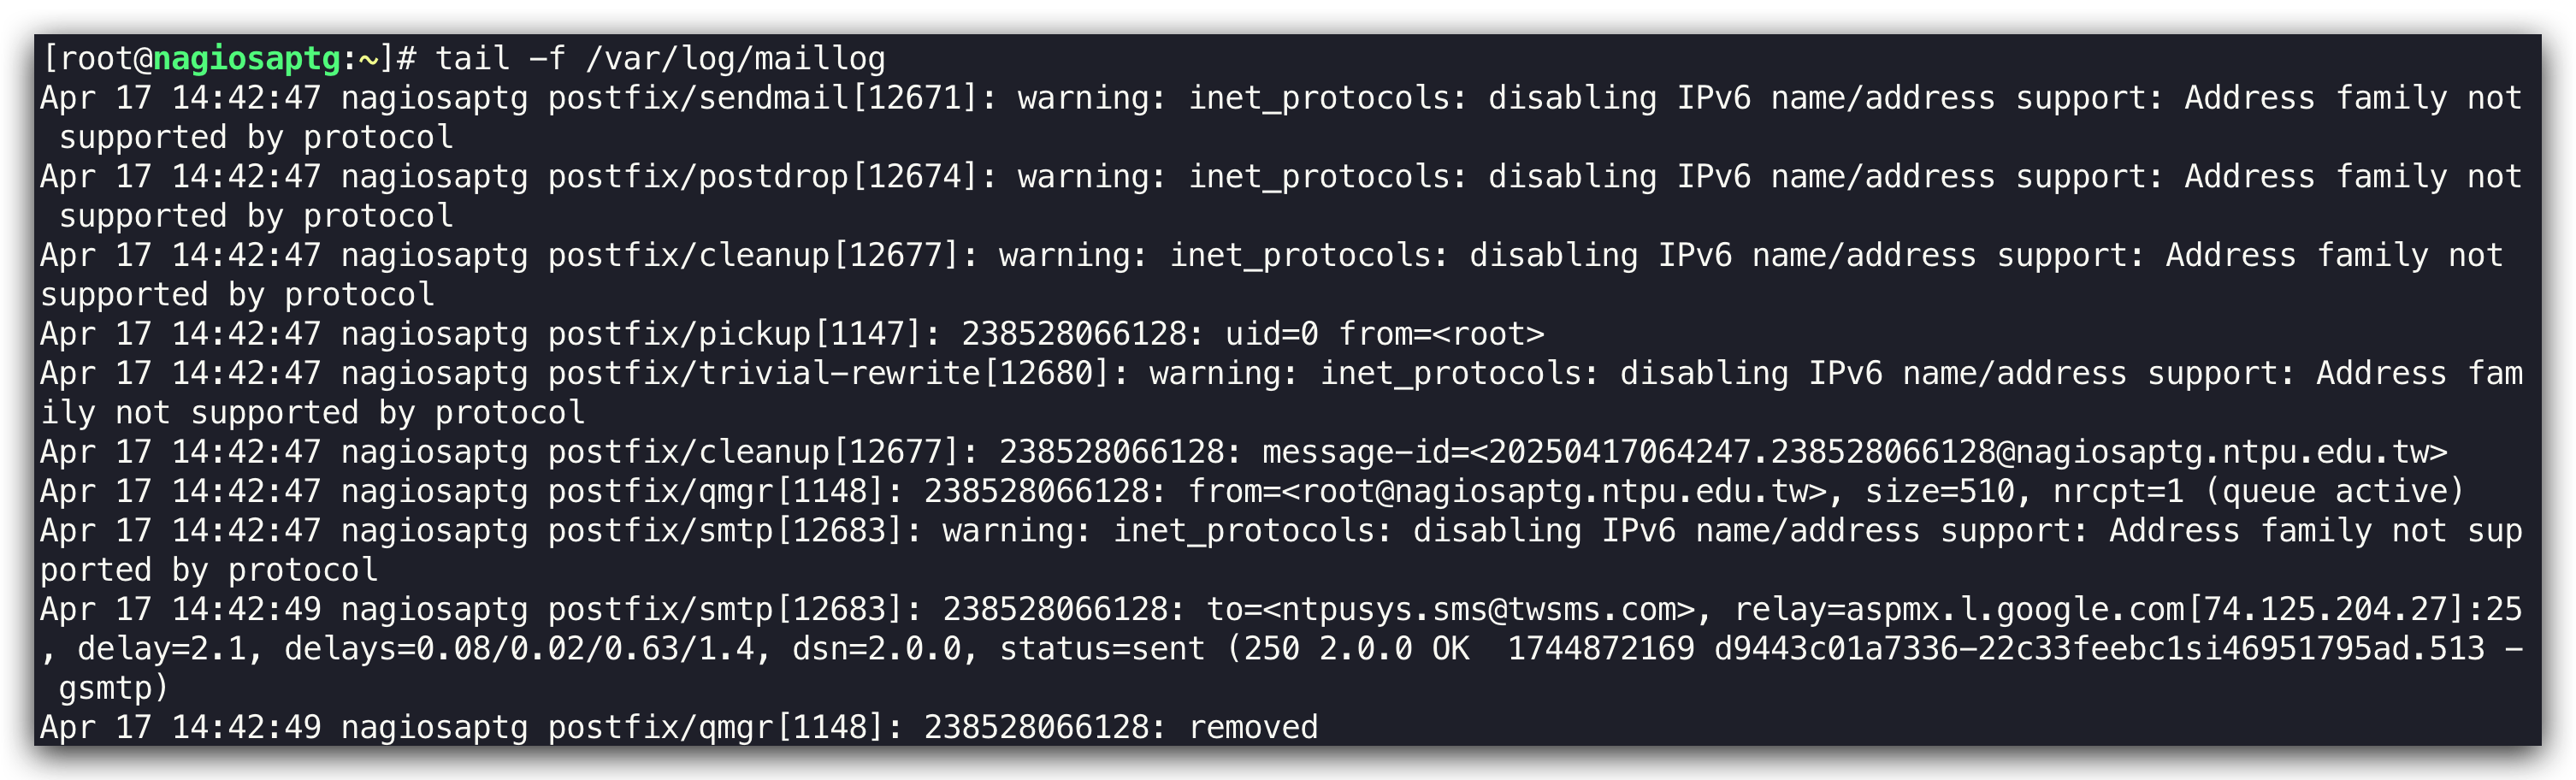 [root@nagiosaptg:~]# tail -f /var/log/maillog
Apr 17 14:42:47 nagiosaptg postfix/sendmail[12671]: warning: inet_protocols: disabling IPv6 name/address support: Address family not
 supported by protocol
Apr 17 14:42:47 nagiosaptg postfix/postdrop[12674]: warning: inet_protocols: disabling IPv6 name/address support: Address family not
 supported by protocol
Apr 17 14:42:47 nagiosaptg postfix/cleanup[12677]: warning: inet_protocols: disabling IPv6 name/address support: Address family not
supported by protocol
Apr 17 14:42:47 nagiosaptg postfix/pickup[1147]: 238528066128: uid=0 from=<root>
Apr 17 14:42:47 nagiosaptg postfix/trivial-rewrite[12680]: warning: inet_protocols: disabling IPv6 name/address support: Address fam
ily not supported by protocol
Apr 17 14:42:47 nagiosaptg postfix/cleanup[12677]: 238528066128: message-id=<20250417064247.238528066128@nagiosaptg.ntpu.edu.tw>
Apr 17 14:42:47 nagiosaptg postfix/qmgr[1148]: 238528066128: from=<root@nagiosaptg.ntpu.edu.tw>, size=510, nrcpt=1 (queue active)
Apr 17 14:42:47 nagiosaptg postfix/smtp[12683]: warning: inet_protocols: disabling IPv6 name/address support: Address family not sup
ported by protocol
Apr 17 14:42:49 nagiosaptg postfix/smtp[12683]: 238528066128: to=<ntpusys.sms@twsms.com>, relay=aspmx.l.google.com[74.125.204.27]:25
, delay=2.1, delays=0.08/0.02/0.63/1.4, dsn=2.0.0, status=sent (250 2.0.0 OK  1744872169 d9443c01a7336-22c33feebc1si46951795ad.513 -
 gsmtp)
Apr 17 14:42:49 nagiosaptg postfix/qmgr[1148]: 238528066128: removed